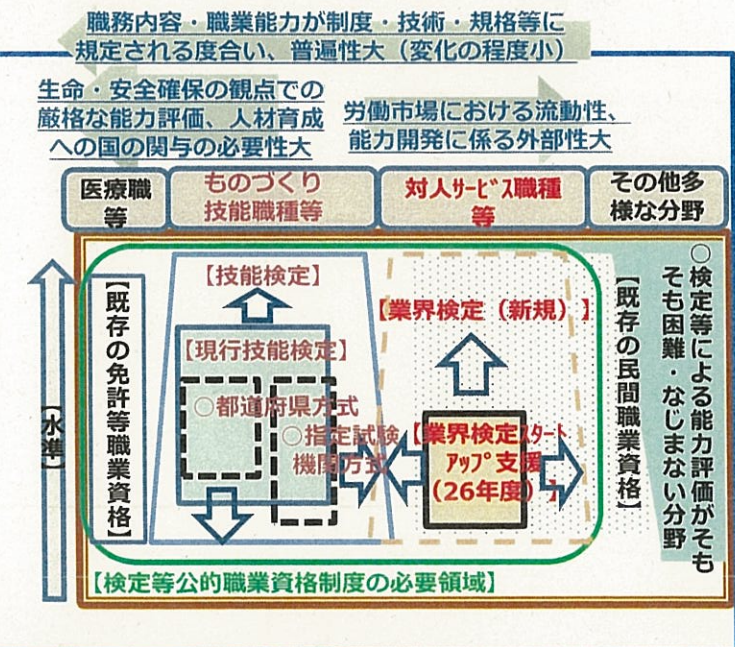 職務内容・職業能力が制度・技術・規格等に
規定される度合い、普遍性大(変化の程度小)
生命・安全確保の観点での
厳格な能力評価、人材育成
への国の関与の必要性大
労働市場における流動性、
能力開発に係る外部性大
医療職
等
ものづくり
技能職種等
対人サービス職種
等
その他多
様な分野
【水準】
【既存の免許等職業資格】
【技能検定】
【現行技能検定】
○都道府県方式
○指定試験
機関方式
【業界検定(新規)】
【業界検定スタート
アップ支援
(26年度)】
【既存の民間職業資格】
○検定等による能力評価がそも
そも困難・なじまない分野
【検定等公的職業資格制度の必要領域】